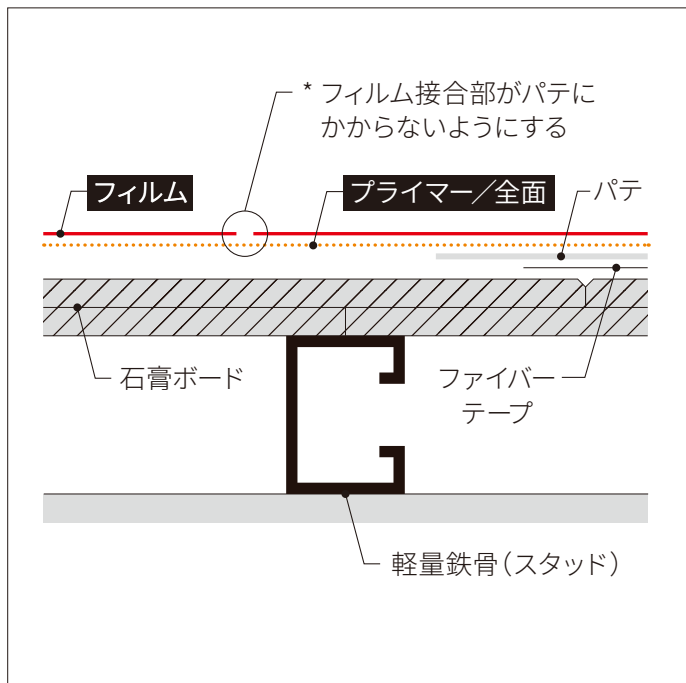 * フィルム接合部がパテに
かからないようにする
フィルム
プライマー／全面
パテ
石膏ボード
ファイバー
テープ
軽量鉄骨（スタッド）